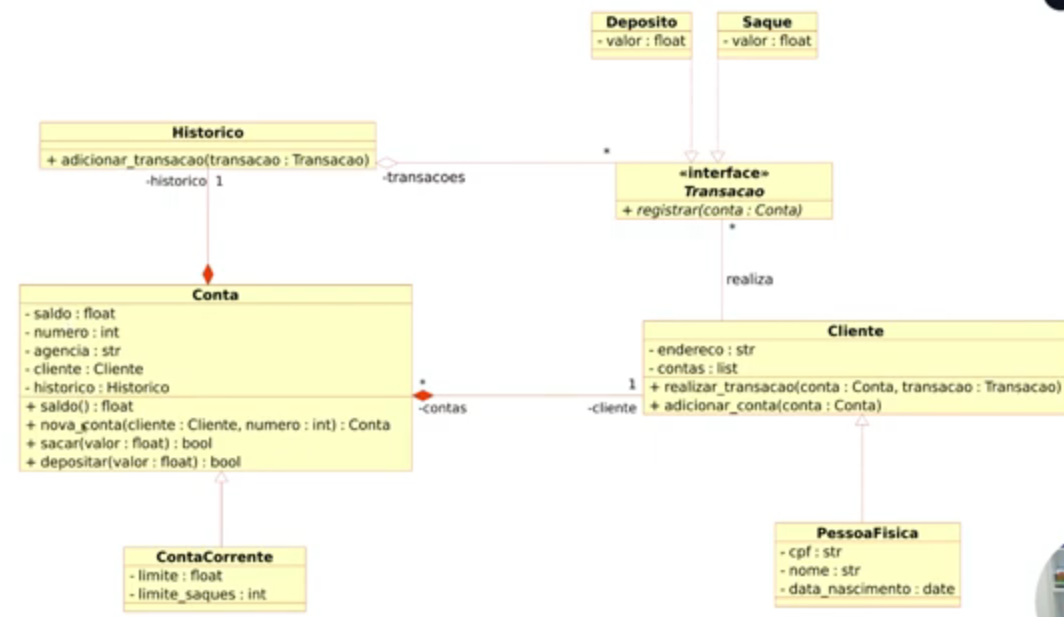 Deposito
- valor : float
Saque
- valor : float
Historico
+ adicionar_transacao(transacao : Transacao)
-historico 1
-transacoes
*
«interface»
Transacao
+ registrar(conta : Conta)
*
realiza
Conta
- saldo : float
- numero : int
- agencia : str
- cliente : Cliente
- historico : Historico
+ saldo() : float
+ nova_conta(cliente : Cliente, numero : int) : Conta
+ sacar(valor : float) : bool
+ depositar(valor : float) : bool
*
-contas
1
-cliente
Cliente
- endereco : str
- contas : list
+ realizar_transacao(conta : Conta, transacao : Transacao)
+ adicionar_conta(conta : Conta)
ContaCorrente
- limite : float
- limite_saques : int
PessoaFisica
- cpf : str
- nome : str
- data_nascimento : date